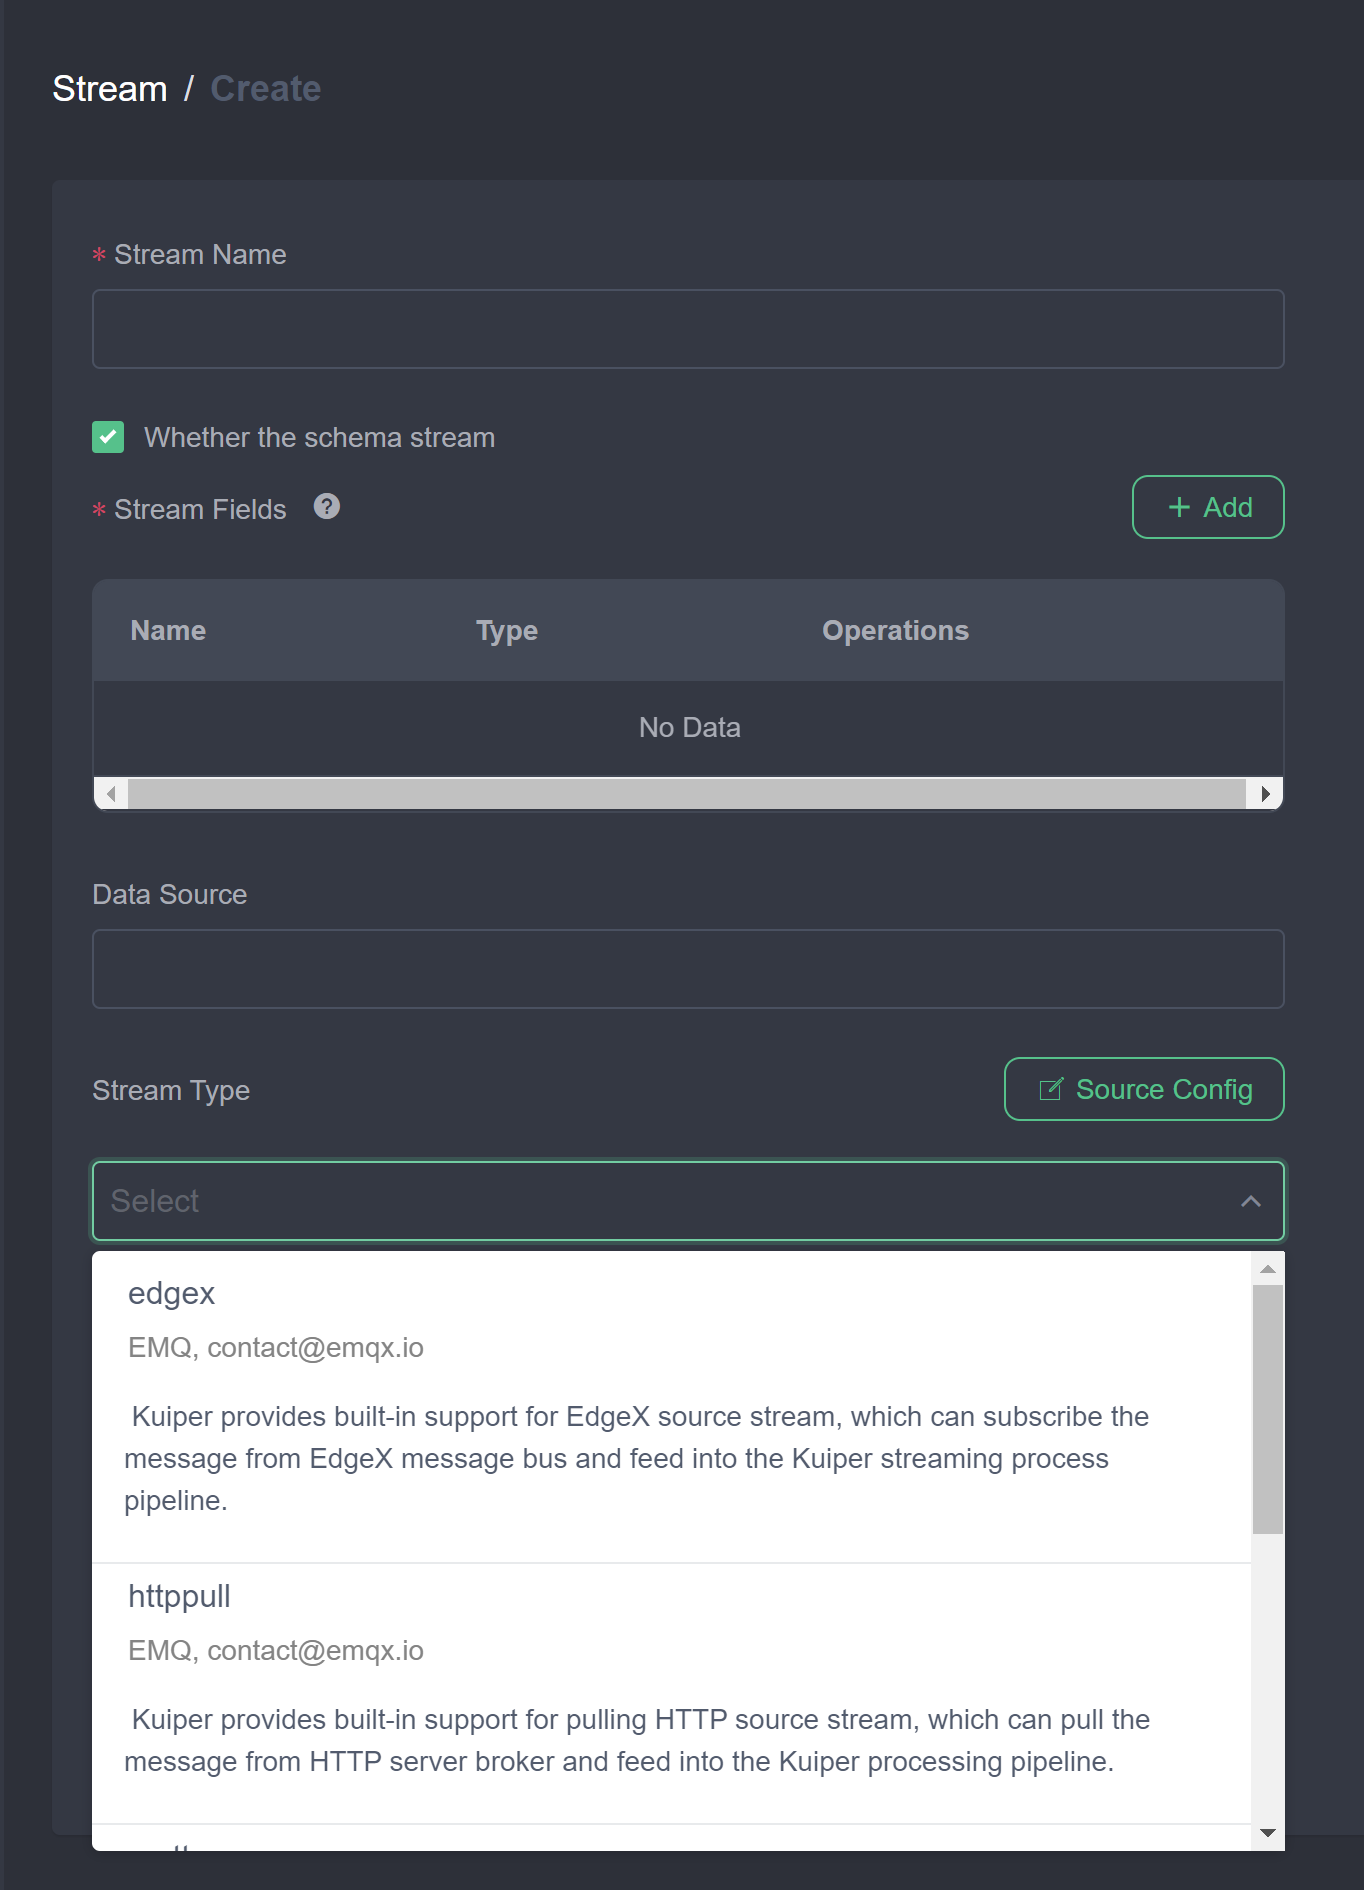 Stream / Create
* Stream Name
Whether the schema stream
* Stream Fields ?
+ Add
Name Type Operations
No Data
Data Source
Stream Type
Source Config
Select
edgex
EMQ, contact@emqx.io
Kuiper provides built-in support for EdgeX source stream, which can subscribe the
message from EdgeX message bus and feed into the Kuiper streaming process
pipeline.
httppull
EMQ, contact@emqx.io
Kuiper provides built-in support for pulling HTTP source stream, which can pull the
message from HTTP server broker and feed into the Kuiper processing pipeline.